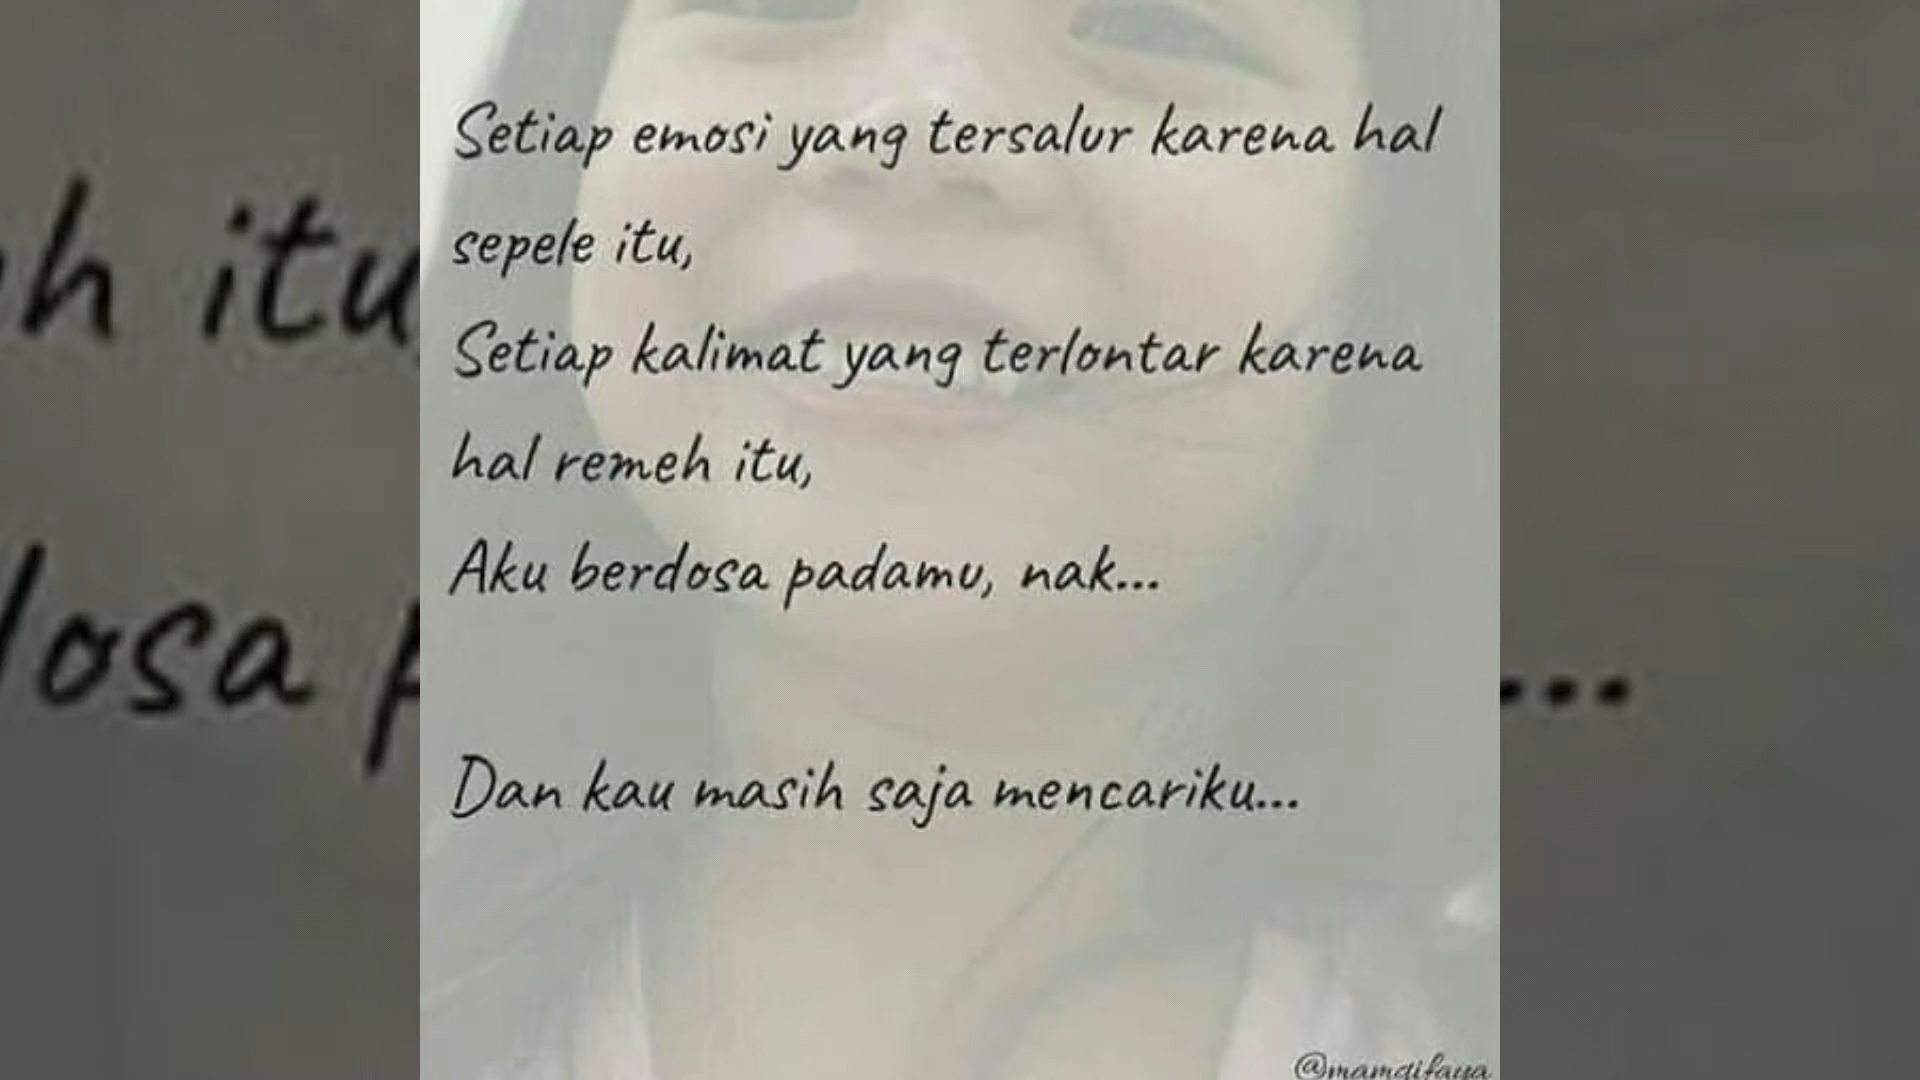 Setiap emosi yang tersalur karena hal
sepele itu,
Setiap kalimat yang terlontar karena
hal remeh itu,
Aku berdosa padamu, nak...
Dan kau masih saja mencariku...